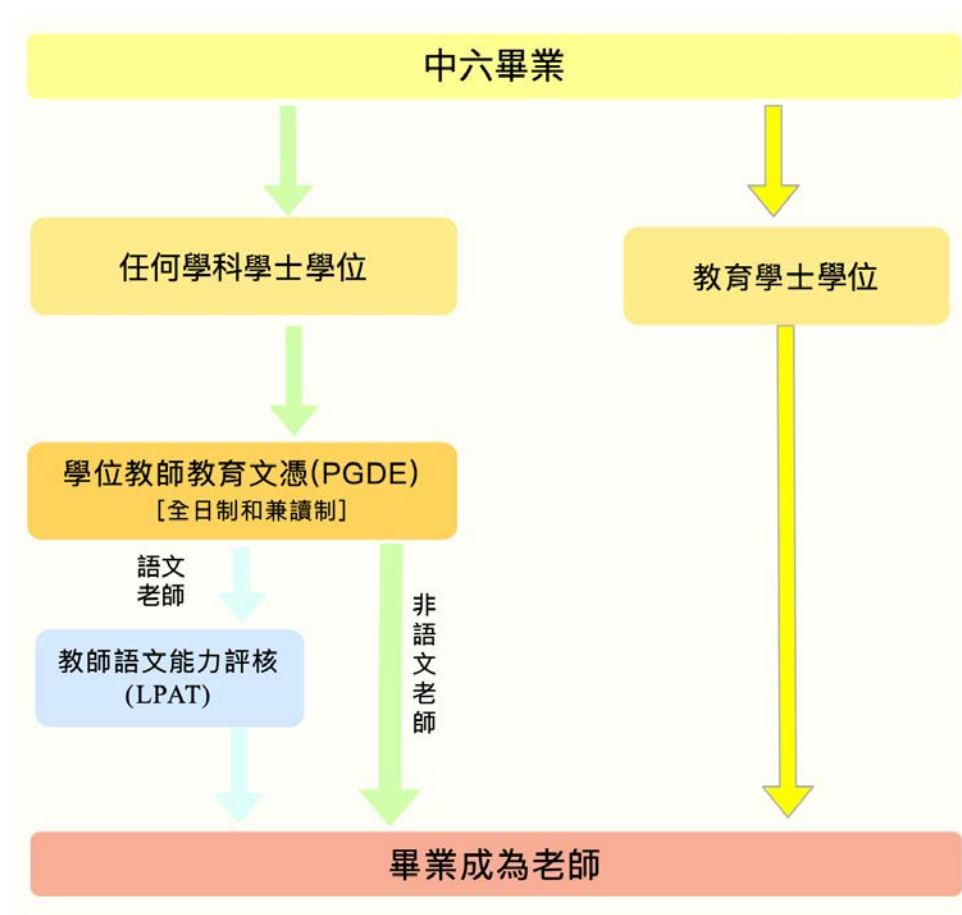 中六畢業
任何學科學士學位
教育學士學位
學位教師教育文憑(PGDE)
[全日制和兼讀制]
語文
老師
非
語
文
老
師
教師語文能力評核
(LPAT)
畢業成為老師